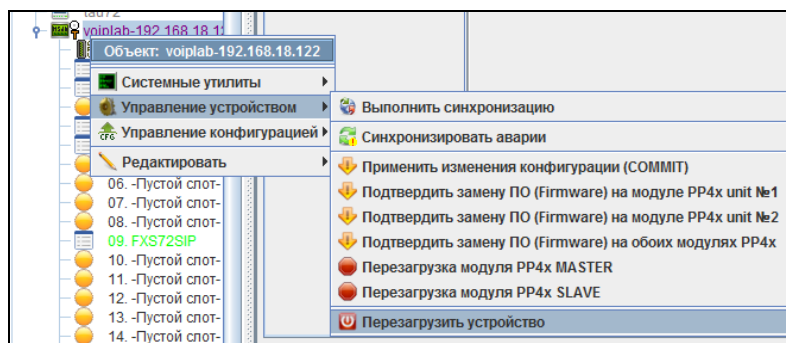 voiplab-192.168.18.12
Объект: voiplab-192.168.18.122
Системные утилиты
Управление устройством
Управление конфигурацией
Редактировать
Выполнить синхронизацию
Синхронизировать аварии
Применить изменения конфигурации (COMMIT)
Подтвердить замену ПО (Firmware) на модуле PP4x unit №1
Подтвердить замену ПО (Firmware) на модуле PP4x unit №2
Подтвердить замену ПО (Firmware) на обоих модулях PP4x
Перезагрузка модуля PP4x MASTER
Перезагрузка модуля PP4x SLAVE
Перезагрузить устройство
06. -Пустой слот-
07. -Пустой слот-
08. -Пустой слот-
09. FXS72SIP
10. -Пустой слот-
11. -Пустой слот-
12. -Пустой слот-
13. -Пустой слот-
14. -Пустой слот-